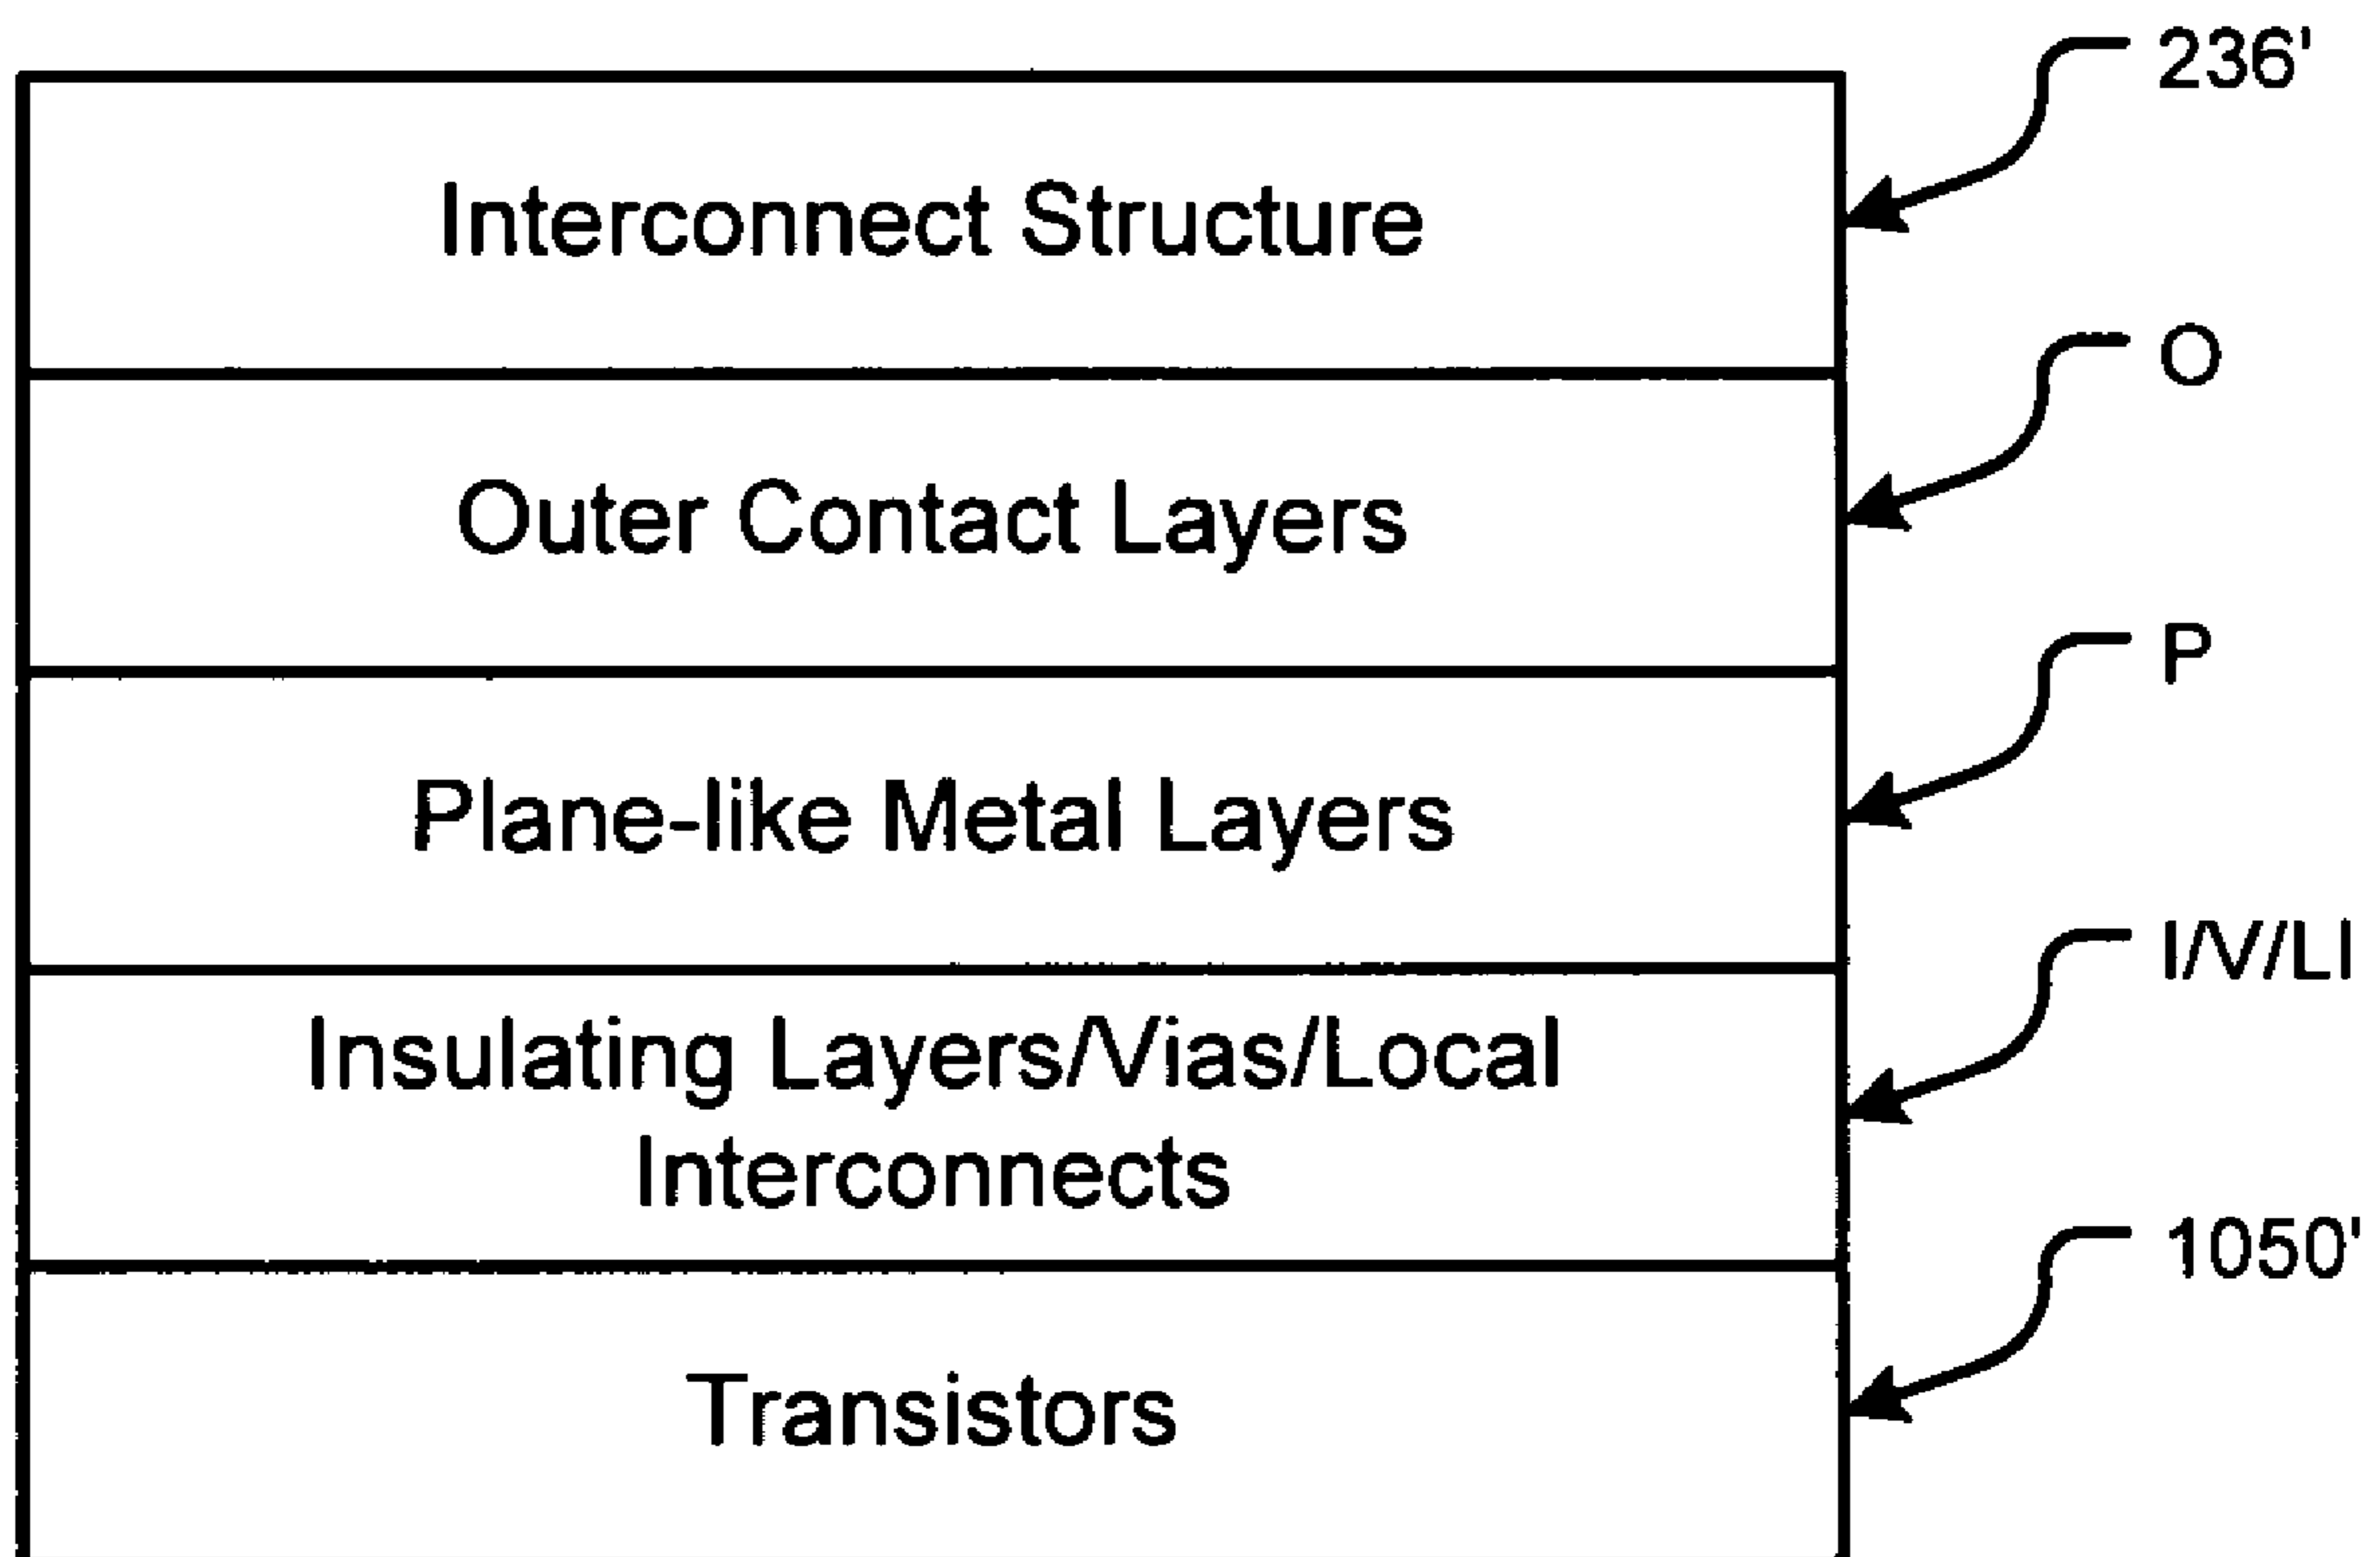 236'
Interconnect Structure
O
Outer Contact Layers
P
Plane-like Metal Layers
I/V/LI
Insulating Layers/Vias/Local
Interconnects
1050'
Transistors